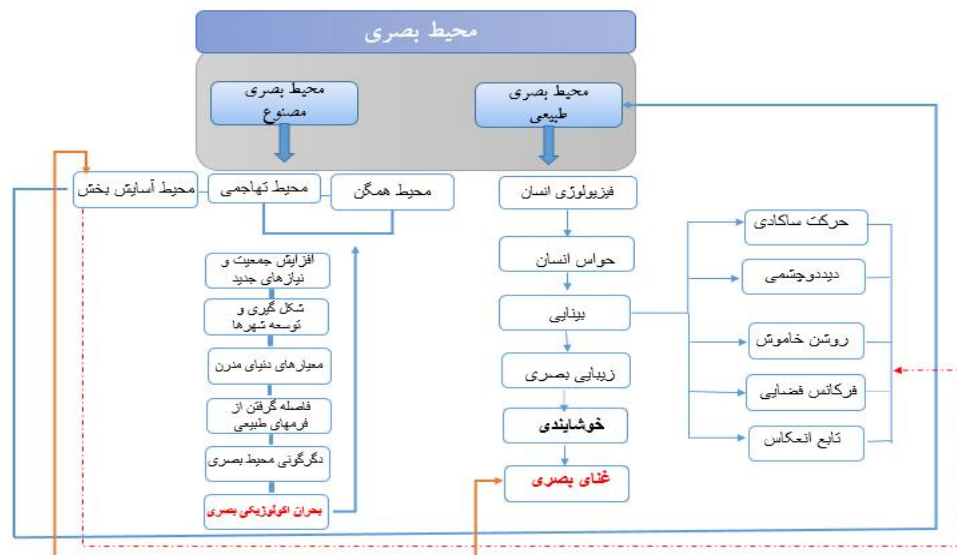 محیط بصری
محیط بصری
طبیعی
محیط بصری
مصنوع
فیزیولوژی انسان
محیط همگن
محیط تهاجمی
محیط آسایش بخش
حواس انسان
بینایی
زیبایی بصری
خوشایندی
غنای بصری
حرکت ساکادی
دیددوچشمی
روشن خاموش
فرکانس فضایی
تابع انعکاس
افزایش جمعیت و
نیازهای جدید
شکل گیری و
توسعه شهرها
معیارهای دنیای مدرن
فاصله گرفتن از
فرمهای طبیعی
دگرگونی محیط بصری
بحران اکولوژیکی بصری